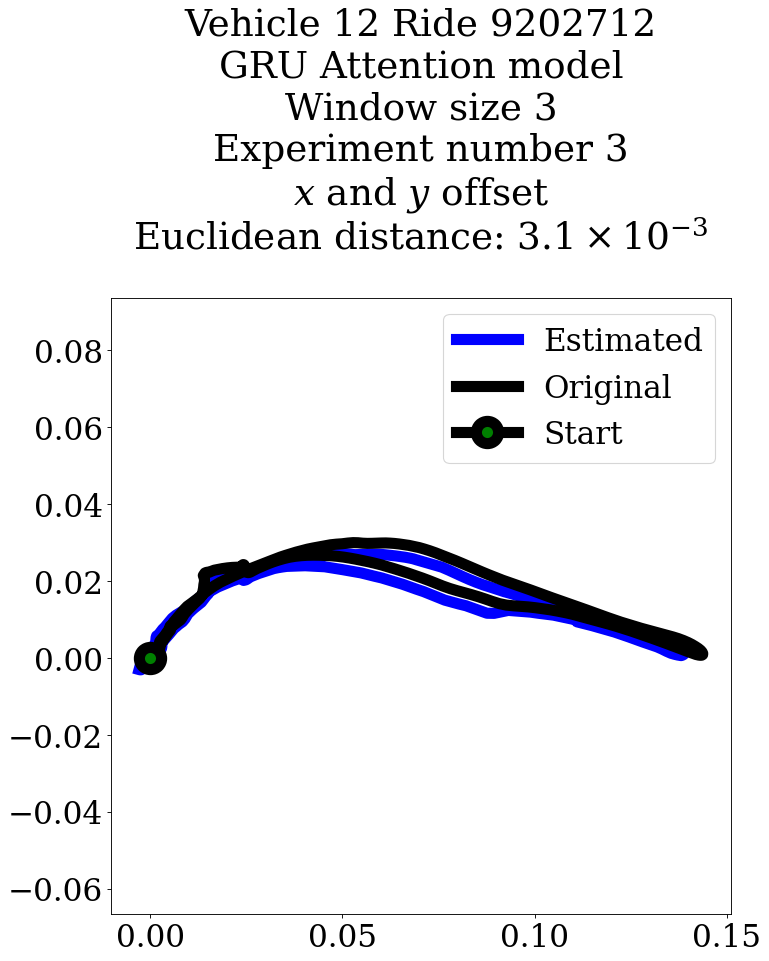 Vehicle 12 Ride 9202712
GRU Attention model
Window size 3
Experiment number 3
x and y offset
Euclidean distance: 3.1 × 10⁻³
Estimated
Original
Start
0.08
0.06
0.04
0.02
0.00
−0.02
−0.04
−0.06
0.00 0.05 0.10 0.15